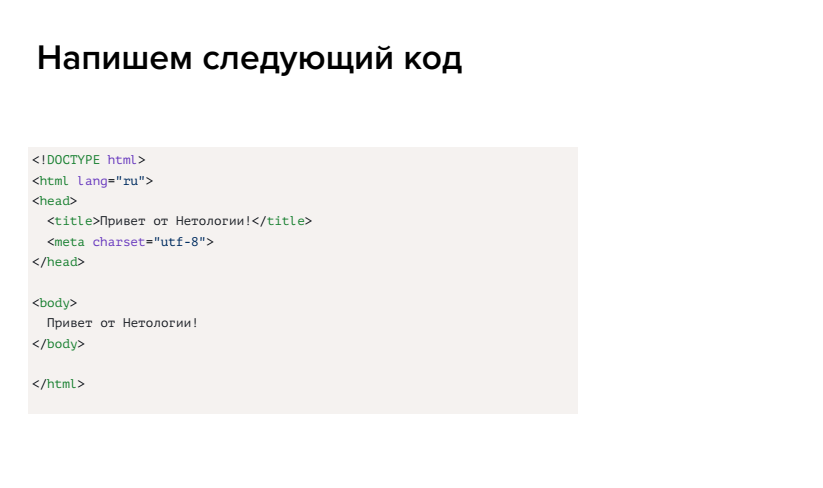 Напишем следующий код
<!DOCTYPE html>
<html lang="ru">
<head>
  <title>Привет от Нетологии!</title>
  <meta charset="utf-8">
</head>
<body>
  Привет от Нетологии!
</body>
</html>